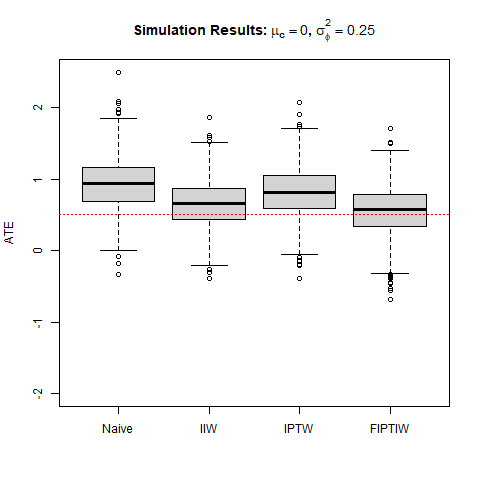 Simulation Results: μc = 0, σϕ² = 0.25
ATE
2
1
0
-1
-2
Naive IIW IPTW FIPTIW